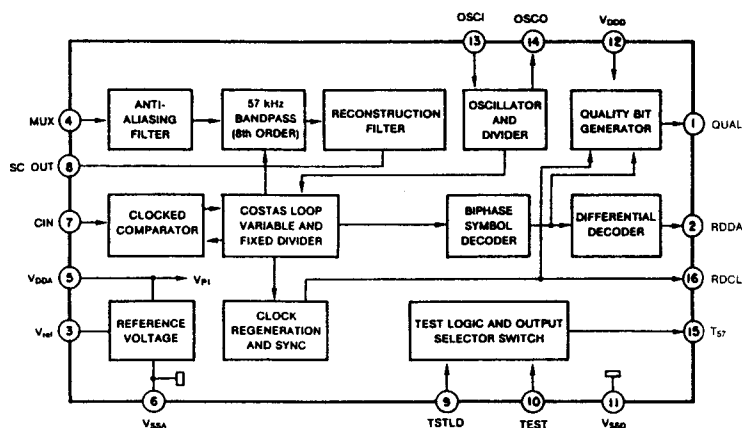 OSCI OSCO VDDD
13 14 12
MUX 4
ANTI-
ALIASING
FILTER
57 kHz
BANDPASS
(8th ORDER)
RECONSTRUCTION
FILTER
OSCILLATOR
AND
DIVIDER
QUALITY BIT
GENERATOR
1 QUAL
SC OUT 8
CIN 7
CLOCKED
COMPARATOR
COSTAS LOOP
VARIABLE AND
FIXED DIVIDER
BIPHASE
SYMBOL
DECODER
DIFFERENTIAL
DECODER
2 RDDA
VDDA 5
VP1
16 RDCL
Vref 3
REFERENCE
VOLTAGE
CLOCK
REGENERATION
AND SYNC
TEST LOGIC AND OUTPUT
SELECTOR SWITCH
15 T57
6 9 10 11
VSSA TSTLD TEST VSSD